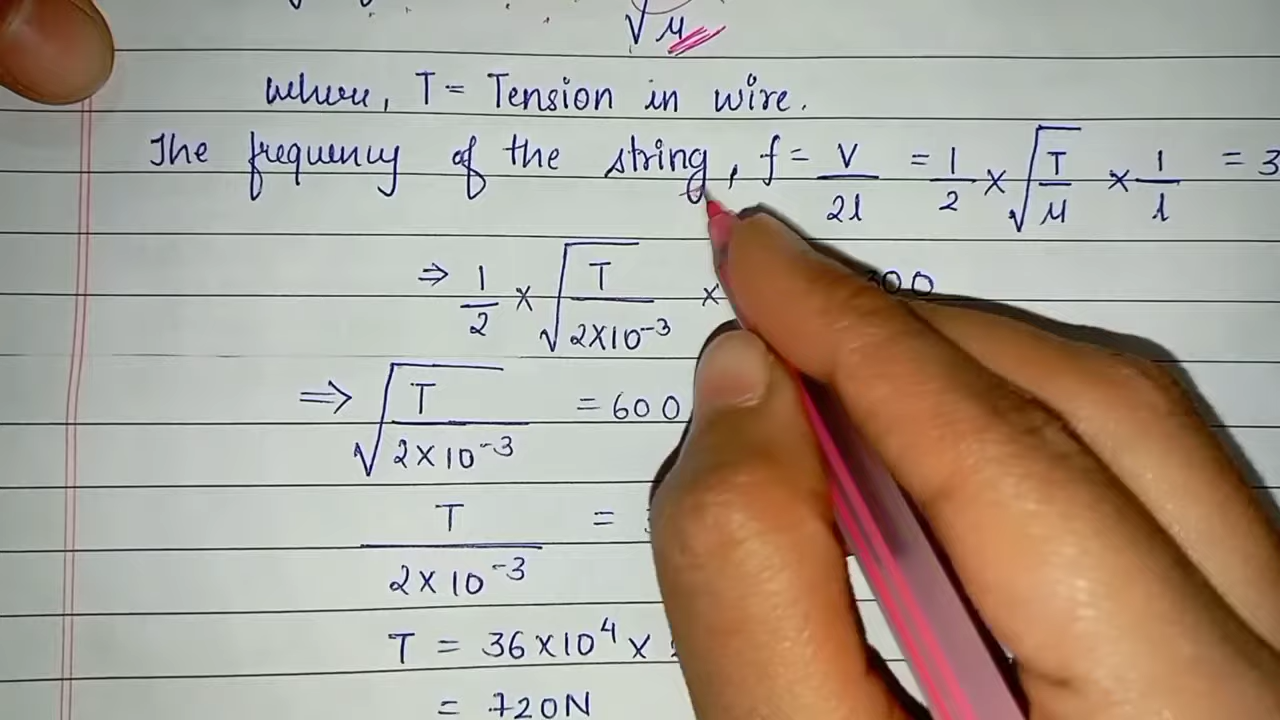 √μ
where, T = Tension in wire.
The frequency of the string, f = V/2l = 1/2 × √(T/μ) × 1/l = 3
⇒ 1/2 × √(T/2×10⁻³) × 300
⇒ √(T/2×10⁻³) = 600
T/2×10⁻³ =
T = 36×10⁴ ×
= 720N